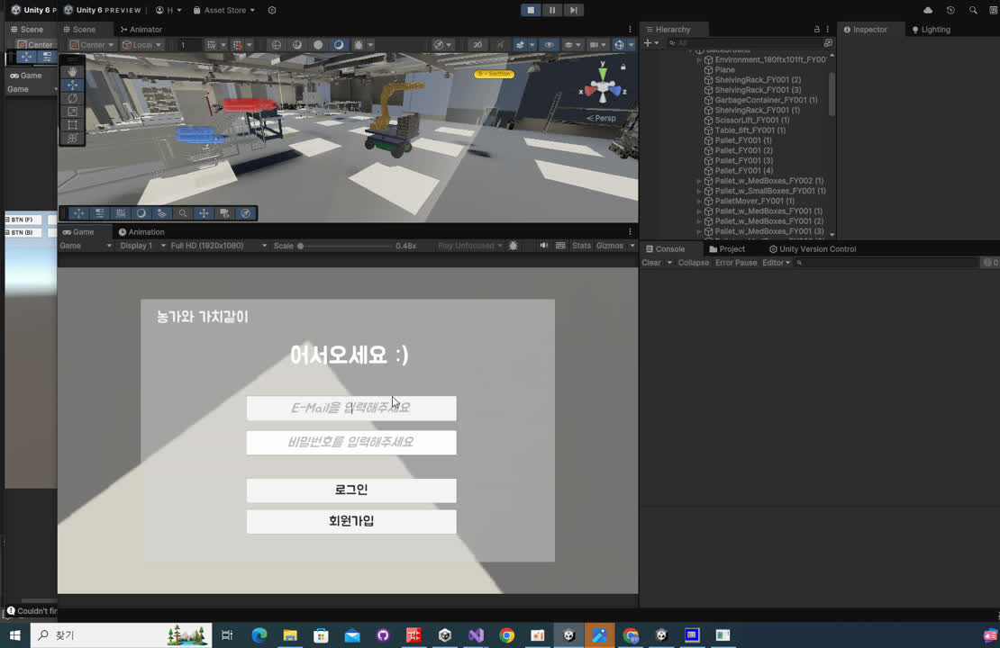 Unity 6 P
Unity 6 PREVIEW
H
Asset Store
Scene
Scene
Animator
Center
Center
Local
1
Game
Game
B - Section
y
x
z
Persp
BTN (F)
BTN (B)
Game
Animation
Game
Display 1
Full HD (1920x1080)
Scale
0.48x
Play Unfocused
Stats
Gizmos
농가와 가치같이
어서오세요 :)
E-Mail을 입력해주세요
비밀번호를 입력해주세요
로그인
회원가입
Hierarchy
All
Environment_180ftx101ft_FY00
Plane
ShelvingRack_FY001 (2)
ShelvingRack_FY001 (3)
GarbageContainer_FY001 (1)
ShelvingRack_FY001 (1)
ScissorLift_FY001 (1)
Table_6ft_FY001 (1)
Pallet_FY001 (1)
Pallet_FY001 (2)
Pallet_FY001 (3)
Pallet_FY001 (4)
Pallet_w_MedBoxes_FY002 (1)
Pallet_w_SmallBoxes_FY001 (1)
PalletMover_FY001 (1)
Pallet_w_MedBoxes_FY001 (1)
Pallet_w_MedBoxes_FY001 (2)
Pallet_w_MedBoxes_FY001 (3)
Inspector
Lighting
Console
Project
Unity Version Control
Clear
Collapse
Error Pause
Editor
0
Couldn't fin
찾기